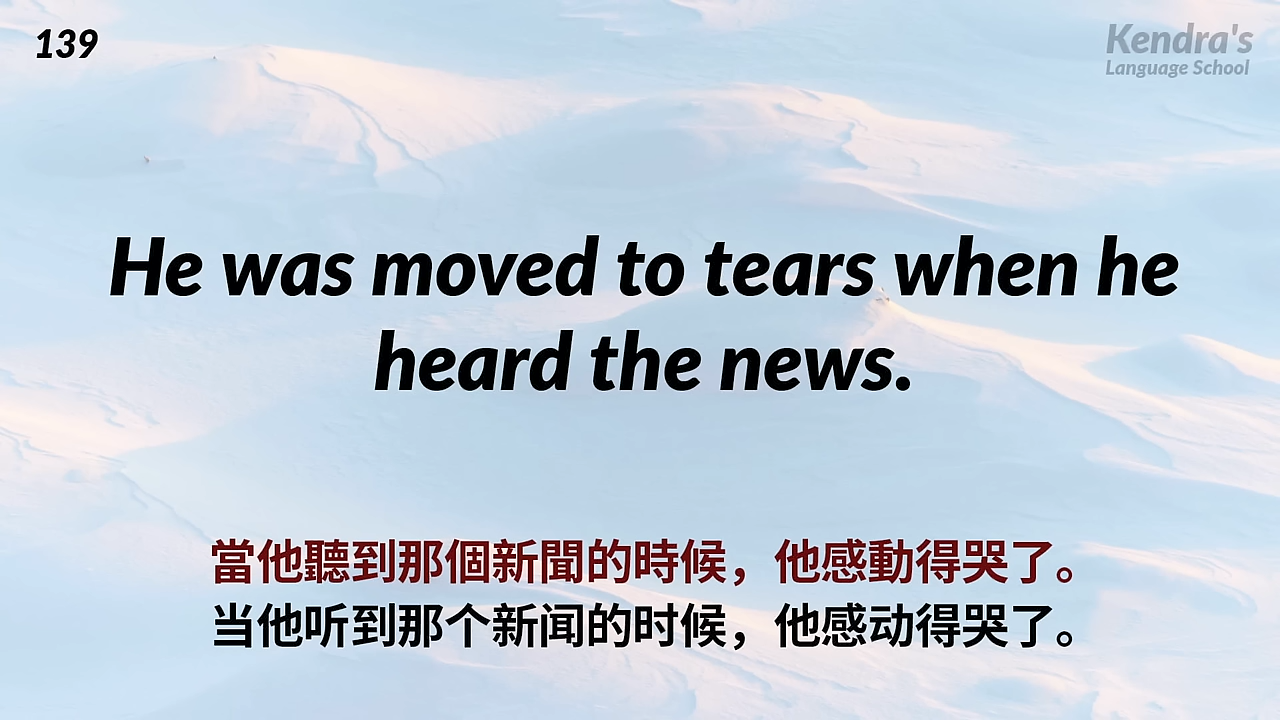 139
Kendra's
Language School
He was moved to tears when he
heard the news.
當他聽到那個新聞的時候，他感動得哭了。
当他听到那个新闻的时候，他感动得哭了。